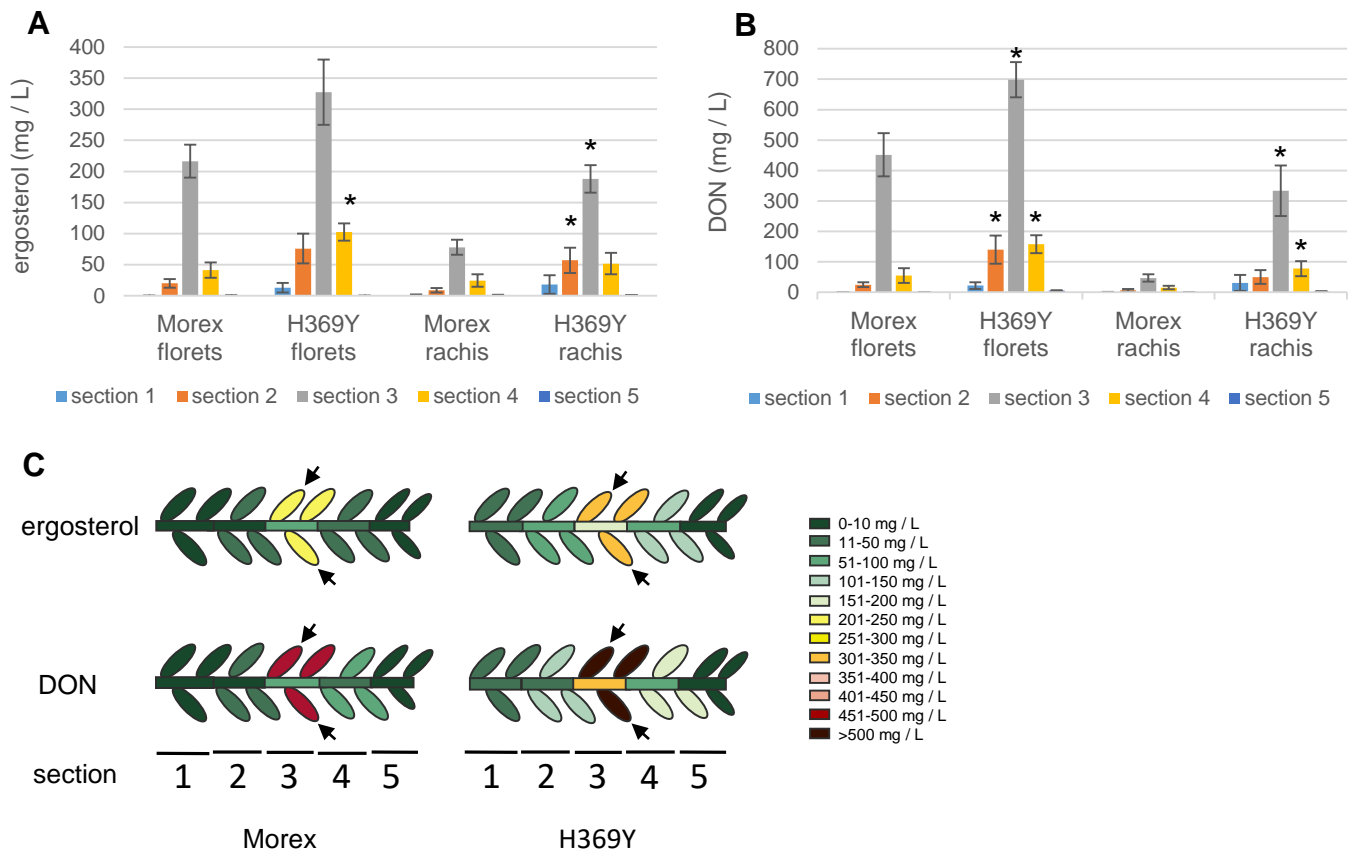 A
ergosterol (mg / L)
400
350
300
250
200
150
100
50
0
*
*
*
*
Morex
florets
H369Y
florets
Morex
rachis
H369Y
rachis
section 1 section 2 section 3 section 4 section 5
B
DON (mg / L)
800
700
600
500
400
300
200
100
0
*
*
*
*
*
Morex
florets
H369Y
florets
Morex
rachis
H369Y
rachis
section 1 section 2 section 3 section 4 section 5
C
ergosterol
DON
section
1 2 3 4 5
1 2 3 4 5
Morex
H369Y
0-10 mg / L
11-50 mg / L
51-100 mg / L
101-150 mg / L
151-200 mg / L
201-250 mg / L
251-300 mg / L
301-350 mg / L
351-400 mg / L
401-450 mg / L
451-500 mg / L
>500 mg / L